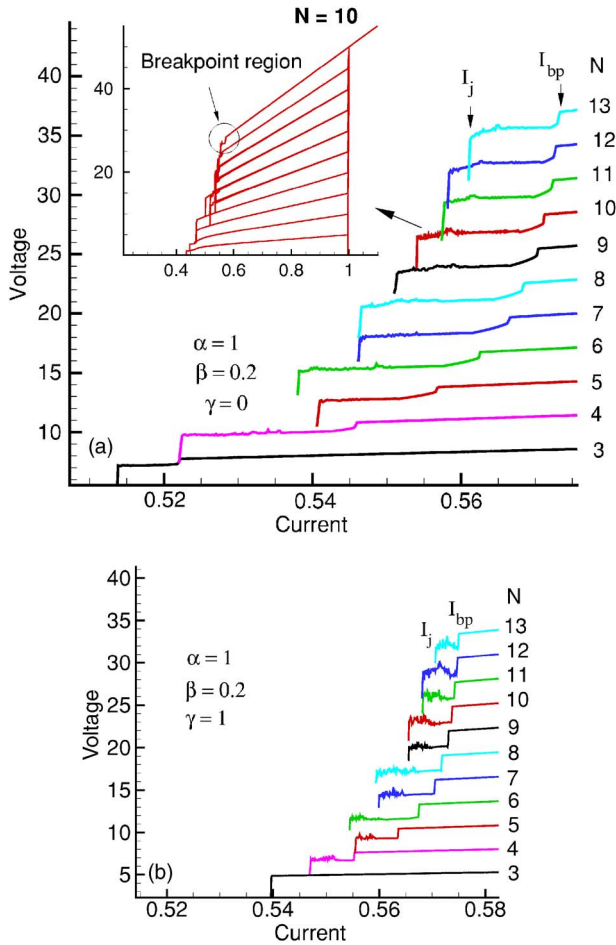 N = 10
Breakpoint region
40
20
0.4 0.6 0.8 1
I_j
I_bp
N
13
12
11
10
9
8
7
6
5
4
3
40
35
30
25
20
15
10
Voltage
α = 1
β = 0.2
γ = 0
(a)
0.52 0.54 0.56
Current
I_j
I_bp
N
13
12
11
10
9
8
7
6
5
4
3
40
35
30
25
20
15
10
5
Voltage
α = 1
β = 0.2
γ = 1
(b)
0.52 0.54 0.56 0.58
Current